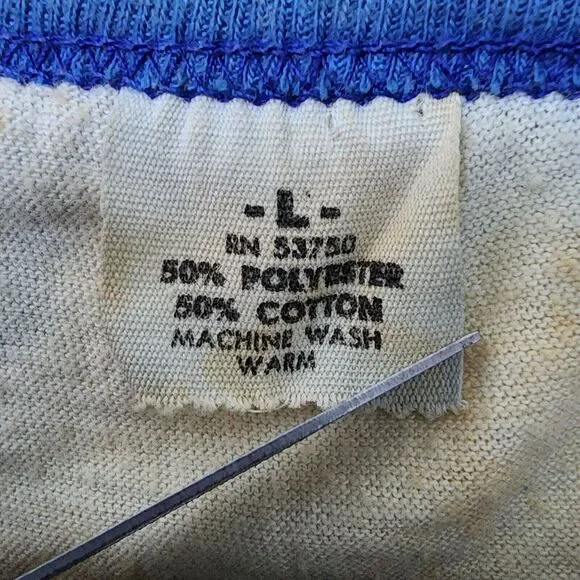 - L -
RN 53750
50% POLYESTER
50% COTTON
MACHINE WASH
WARM